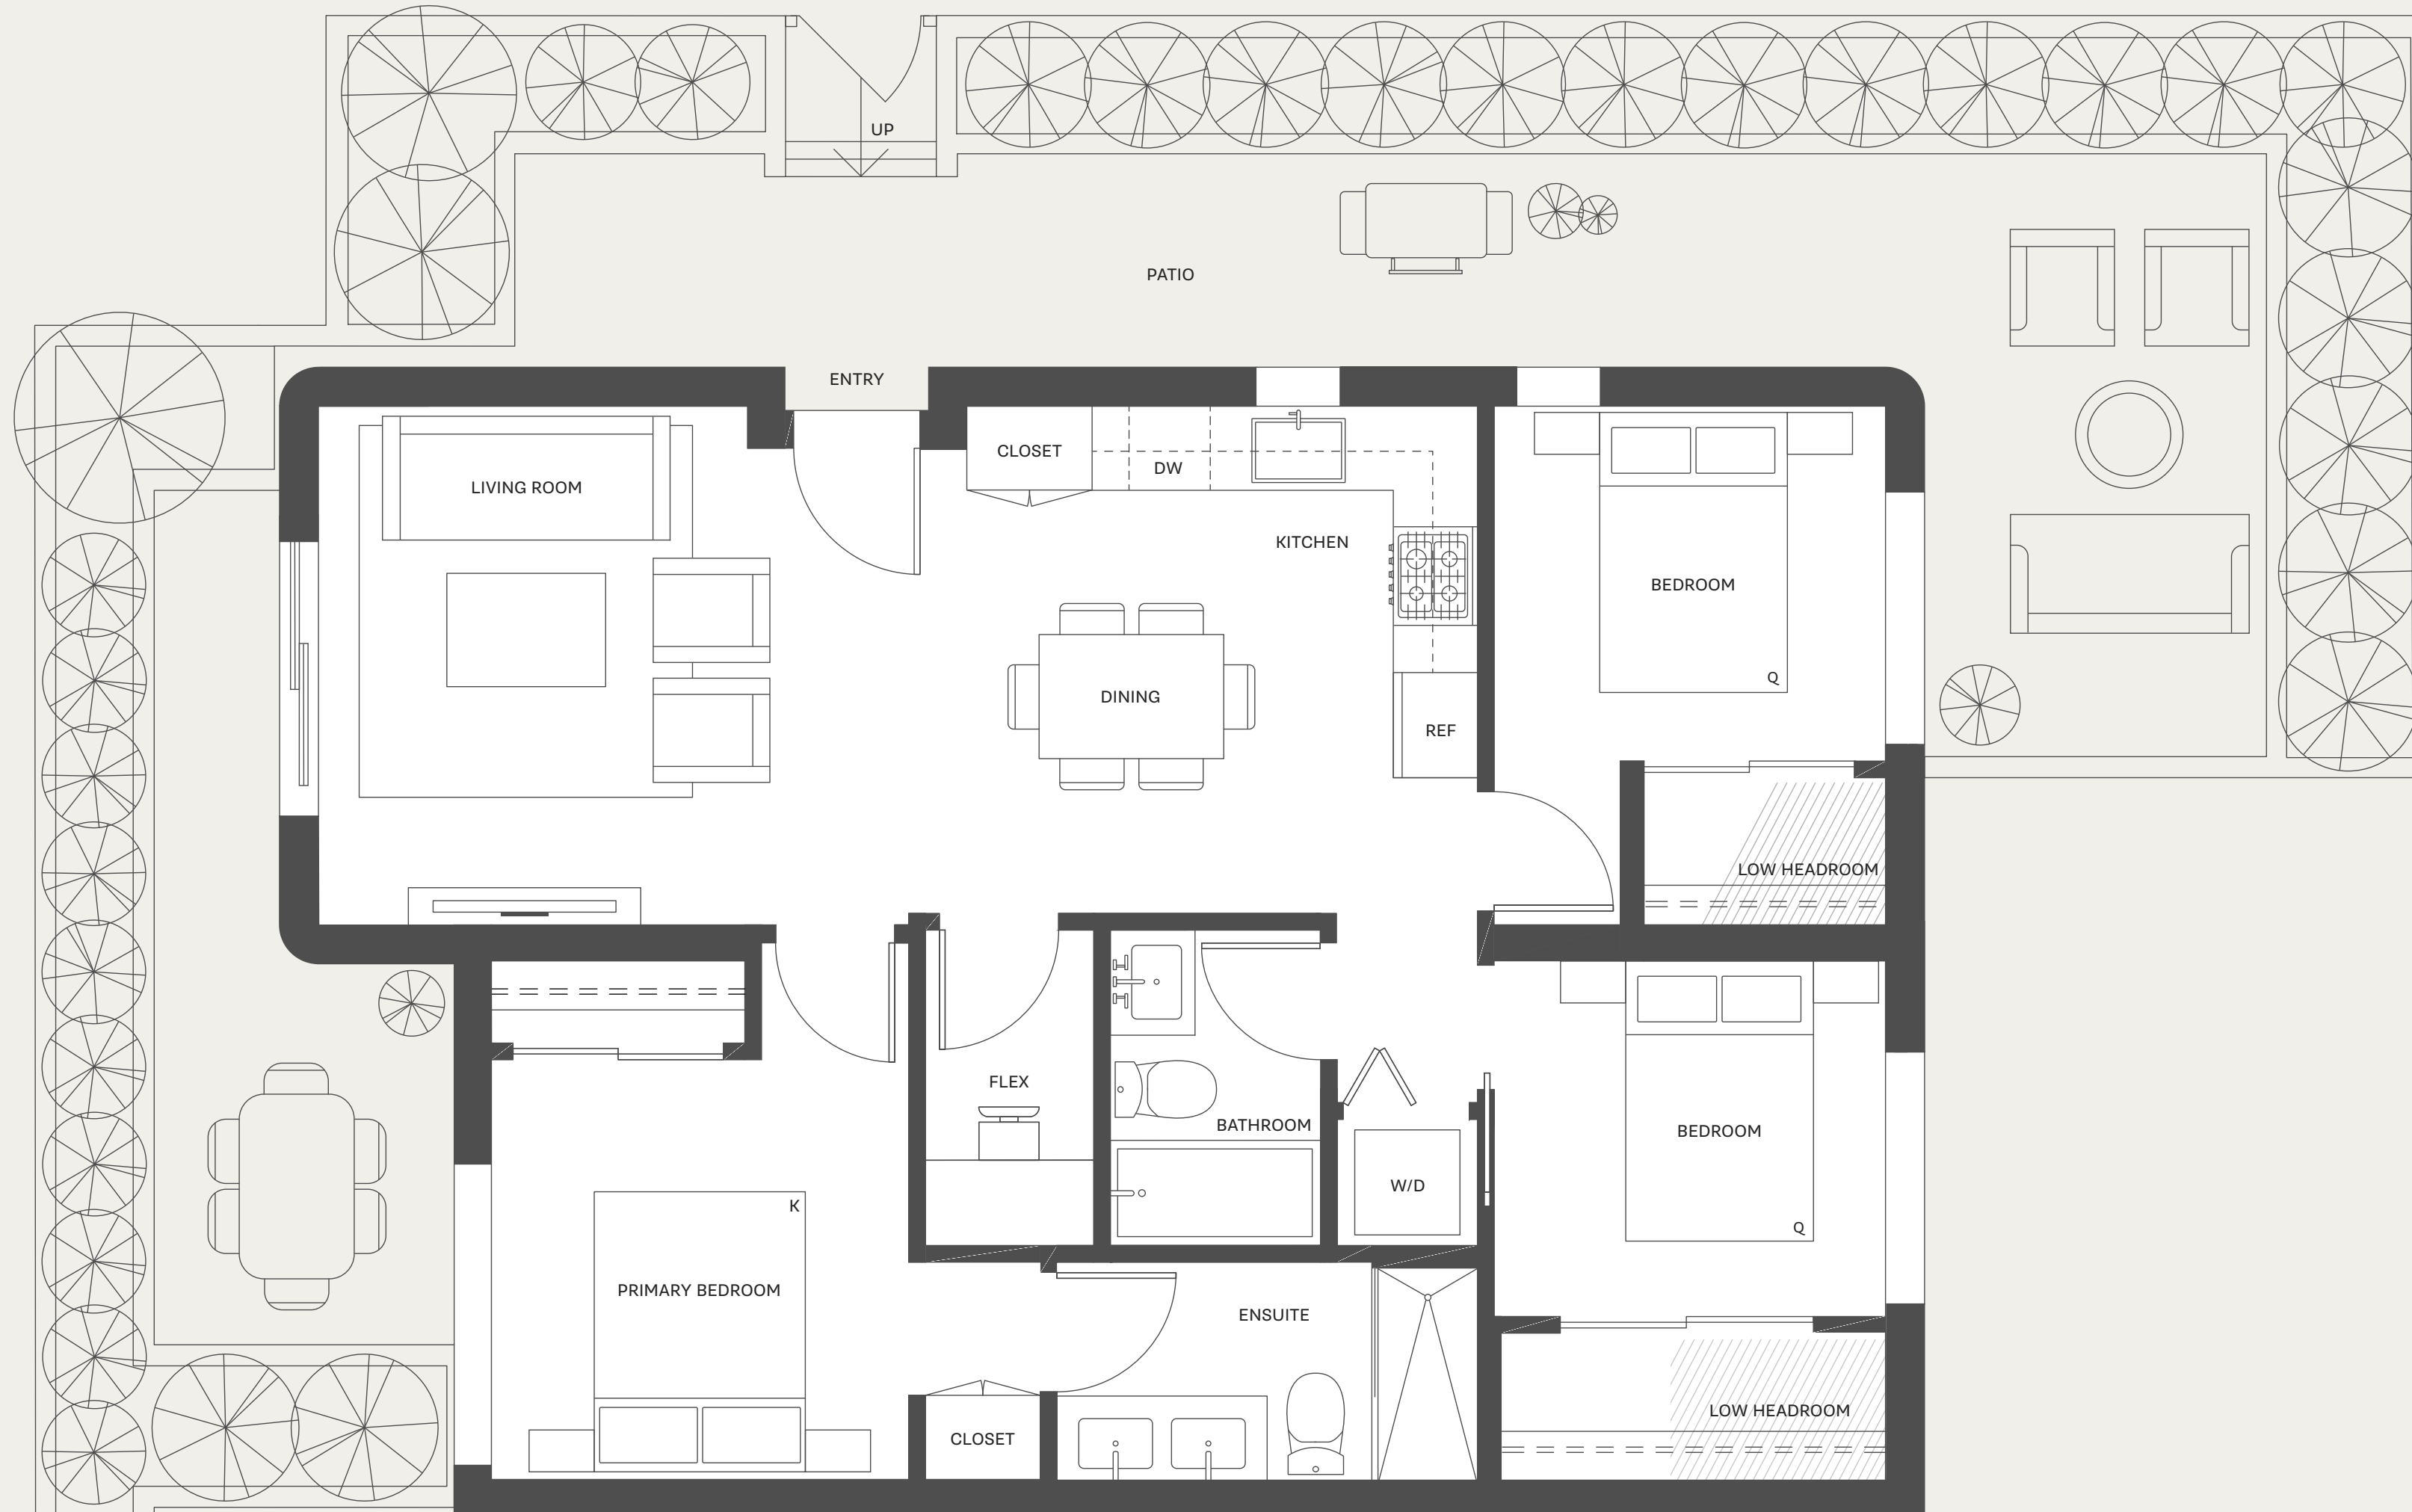 UP
PATIO
ENTRY
CLOSET
DW
LIVING ROOM
KITCHEN
BEDROOM
Q
DINING
REF
LOW HEADROOM
FLEX
BATHROOM
BEDROOM
W/D
K
Q
PRIMARY BEDROOM
ENSUITE
LOW HEADROOM
CLOSET